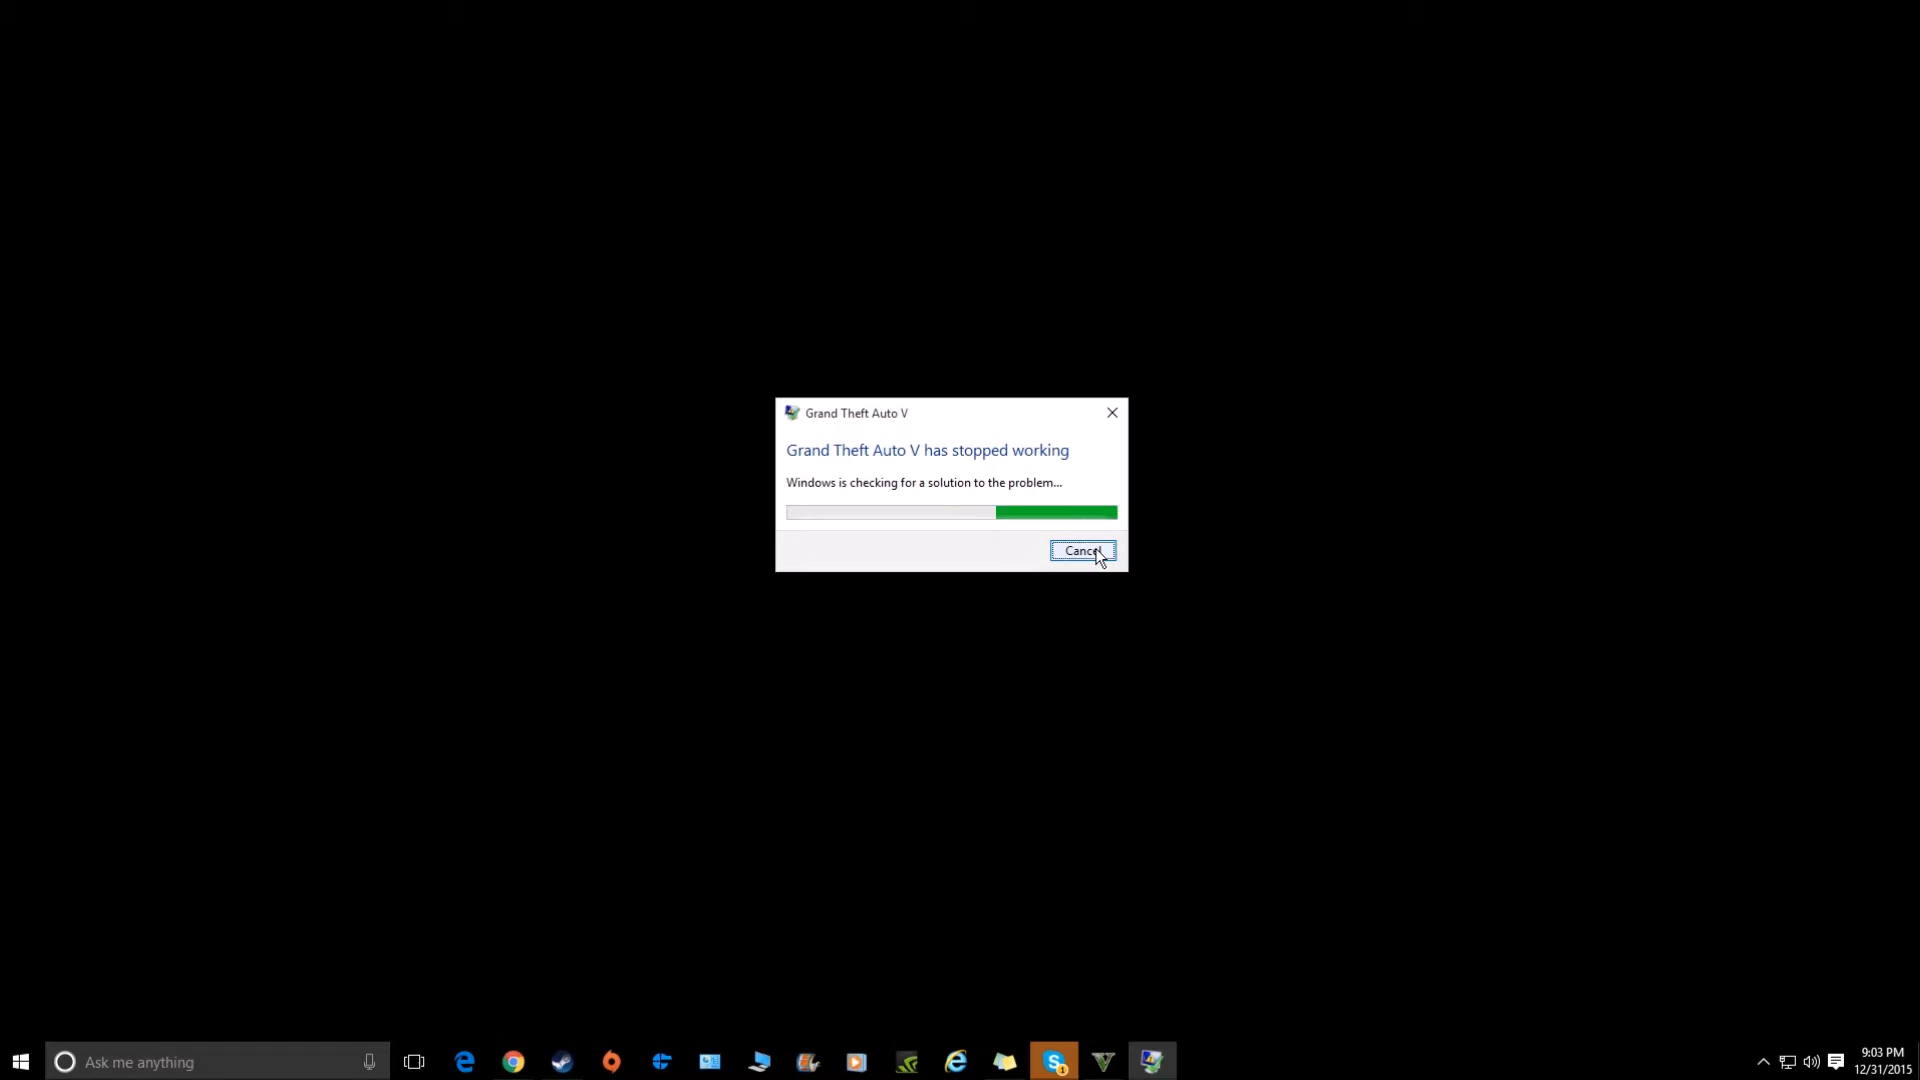 Grand Theft Auto V
Grand Theft Auto V has stopped working
Windows is checking for a solution to the problem...
Cancel
Ask me anything
9:03 PM
12/31/2015